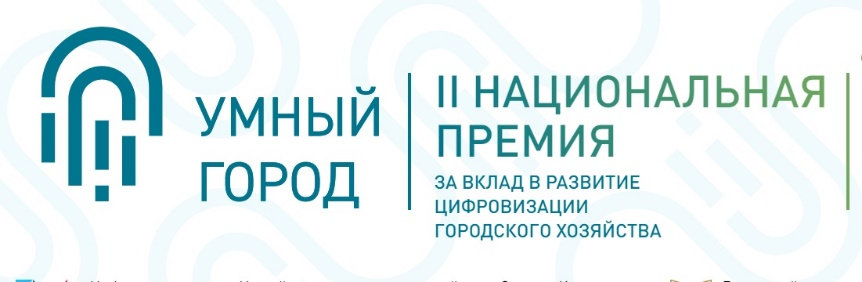 УМНЫЙ
ГОРОД
II НАЦИОНАЛЬНАЯ
ПРЕМИЯ
ЗА ВКЛАД В РАЗВИТИЕ
ЦИФРОВИЗАЦИИ
ГОРОДСКОГО ХОЗЯЙСТВА